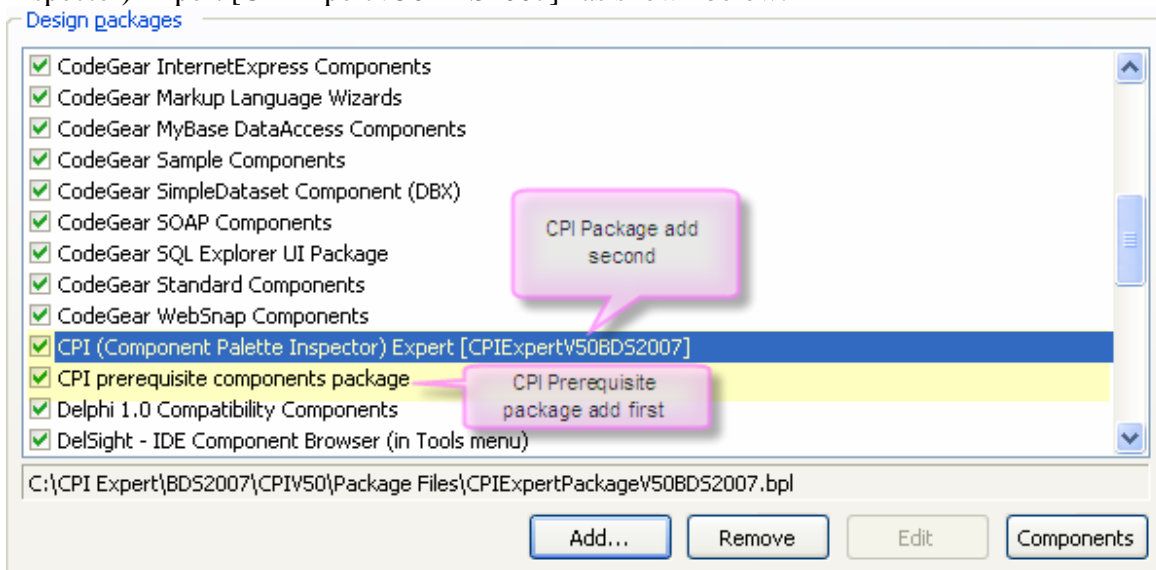 Design packages
CodeGear InternetExpress Components
CodeGear Markup Language Wizards
CodeGear MyBase DataAccess Components
CodeGear Sample Components
CodeGear SimpleDataset Component (DBX)
CodeGear SOAP Components
CodeGear SQL Explorer UI Package
CodeGear Standard Components
CodeGear WebSnap Components
CPI (Component Palette Inspector) Expert [CPIExpertV50BDS2007]
CPI prerequisite components package
Delphi 1.0 Compatibility Components
DelSight - IDE Component Browser (in Tools menu)
CPI Package add
second
CPI Prerequisite
package add first
C:\CPI Expert\BDS2007\CPIV50\Package Files\CPIExpertPackageV50BDS2007.bpl
Add...
Remove
Edit
Components